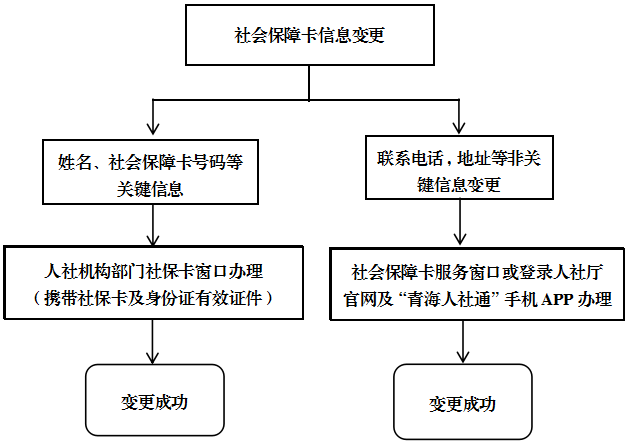 社会保障卡信息变更
姓名、社会保障卡号码等
关键信息
联系电话，地址等非关
键信息变更
人社机构部门社保卡窗口办理
（携带社保卡及身份证有效证件）
社会保障卡服务窗口或登录人社厅
官网及“青海人社通”手机 APP 办理
变更成功
变更成功